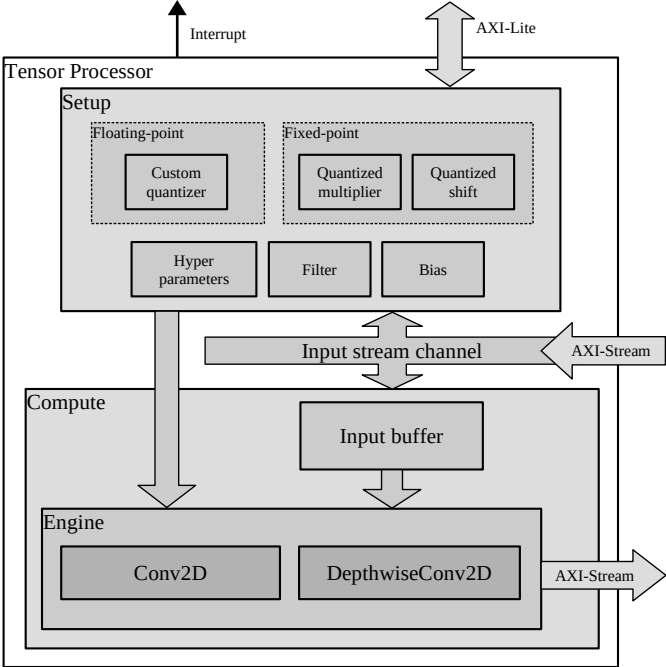 Interrupt
AXI-Lite
Tensor Processor
Setup
Floating-point
Custom
quantizer
Fixed-point
Quantized
multiplier
Quantized
shift
Hyper
parameters
Filter
Bias
Input stream channel
AXI-Stream
Compute
Input buffer
Engine
Conv2D
DepthwiseConv2D
AXI-Stream